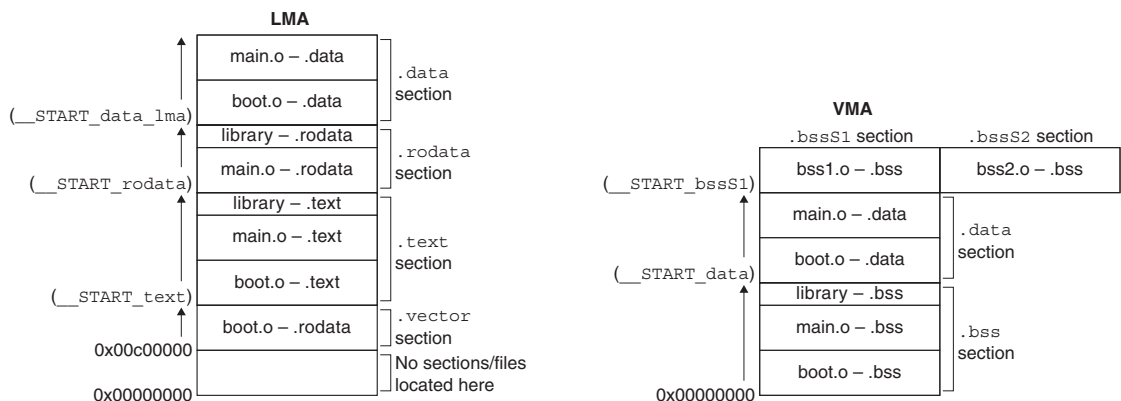 LMA
main.o – .data
boot.o – .data
.data
section
(__START_data_lma)
library – .rodata
main.o – .rodata
.rodata
section
(__START_rodata)
library – .text
main.o – .text
boot.o – .text
.text
section
(__START_text)
boot.o – .rodata
.vector
section
0x00c00000
No sections/files
located here
0x00000000
VMA
.bssS1 section
.bssS2 section
bss1.o – .bss
bss2.o – .bss
(__START_bssS1)
main.o – .data
boot.o – .data
.data
section
(__START_data)
library – .bss
main.o – .bss
boot.o – .bss
.bss
section
0x00000000